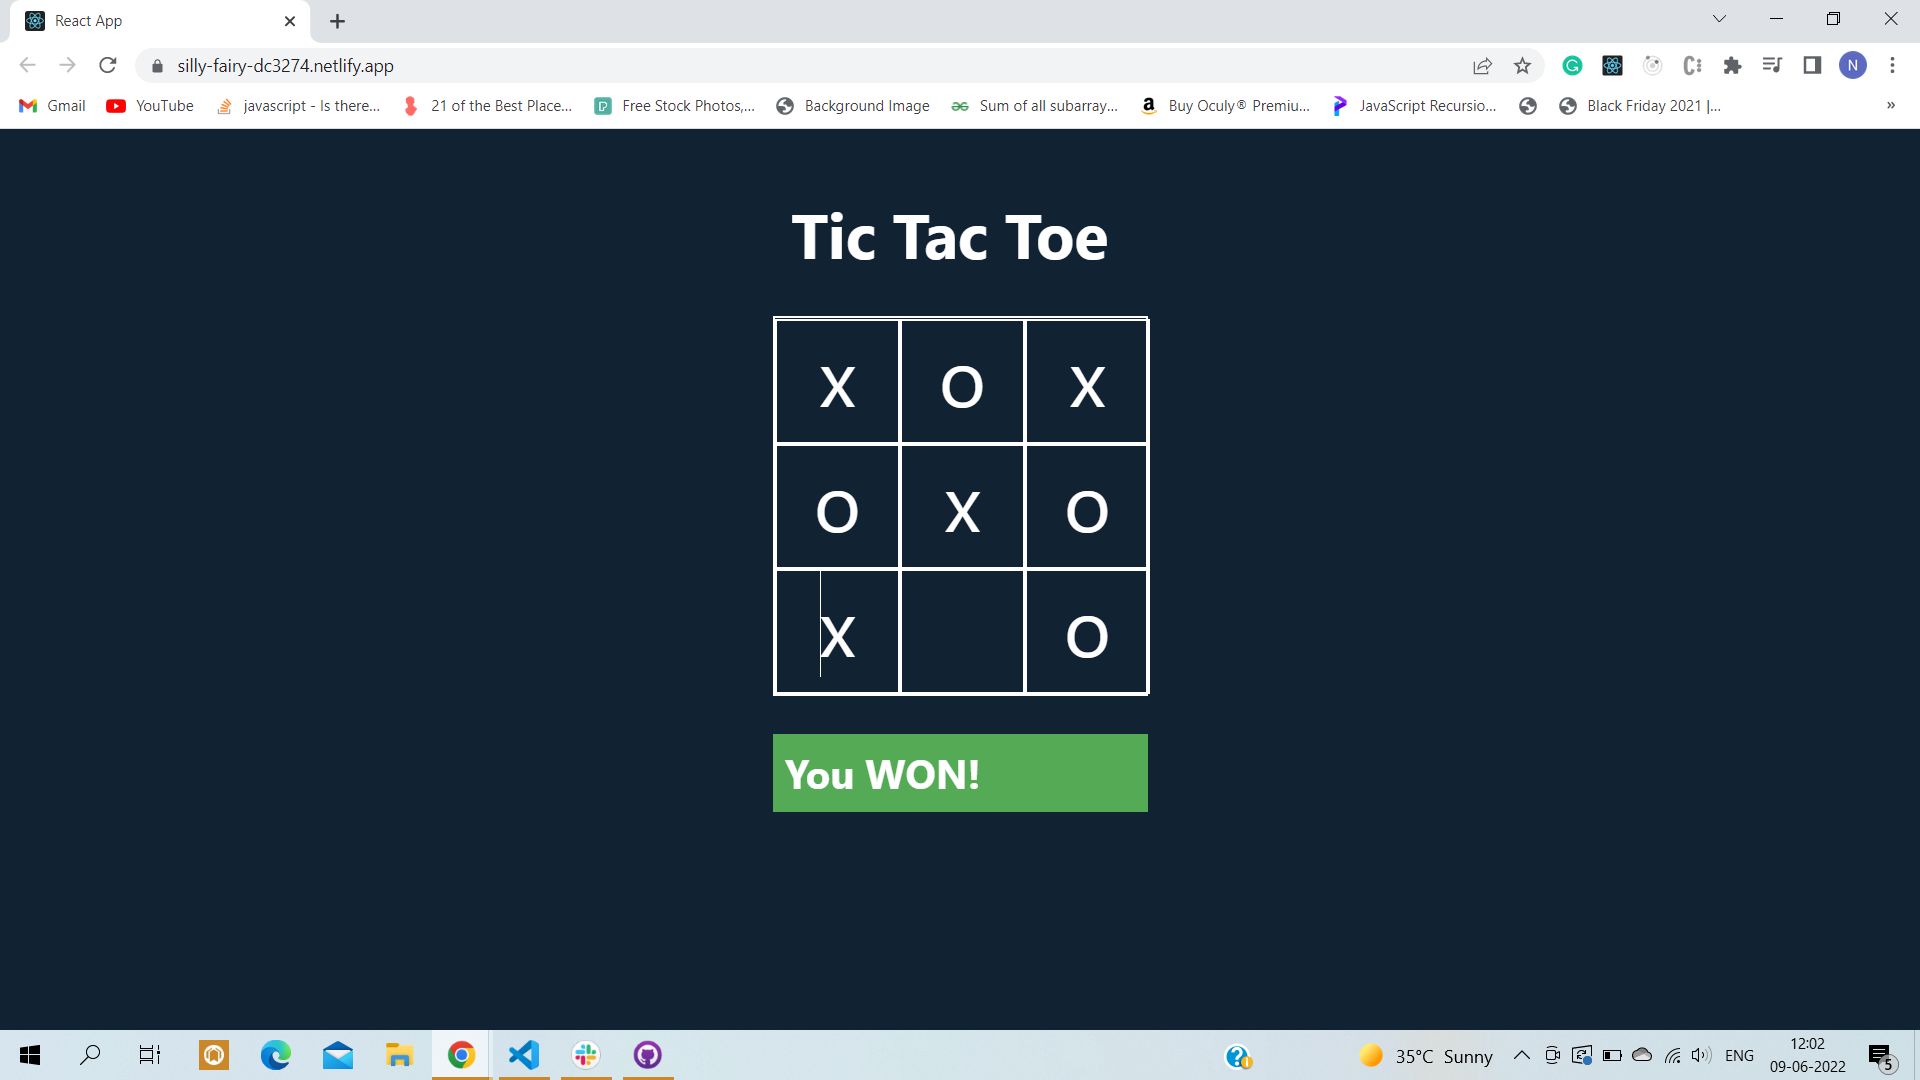 React App
silly-fairy-dc3274.netlify.app
N
Gmail YouTube javascript - Is there... 21 of the Best Place... Free Stock Photos,... Background Image Sum of all subarray... Buy Oculy® Premiu... JavaScript Recursio... Black Friday 2021 |... »
Tic Tac Toe
X O X
O X O
X O
You WON!
35°C Sunny
ENG
12:02
09-06-2022
5